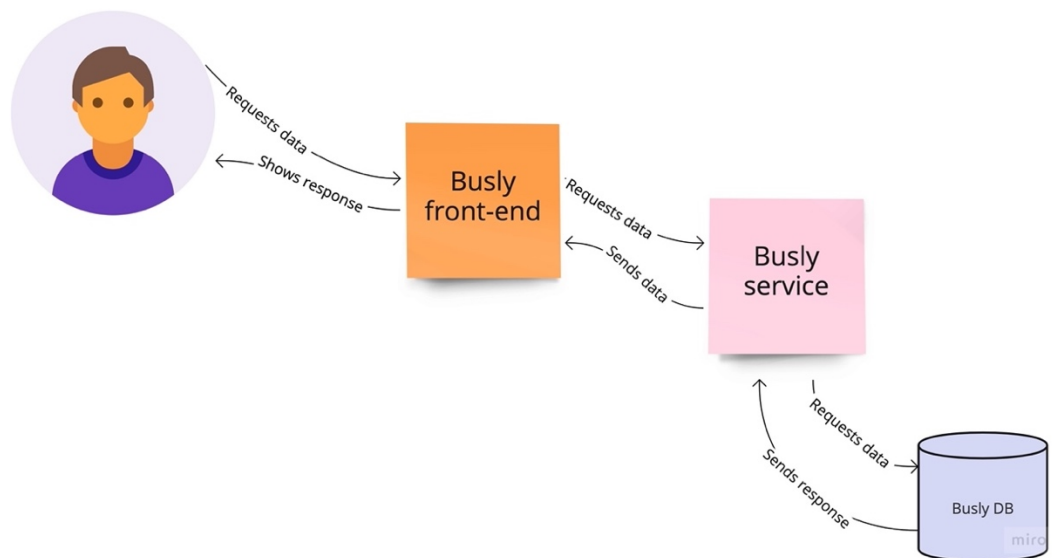 Requests data
Shows response
Busly
front-end
Requests data
Sends data
Busly
service
Requests data
Sends response
Busly DB
miro